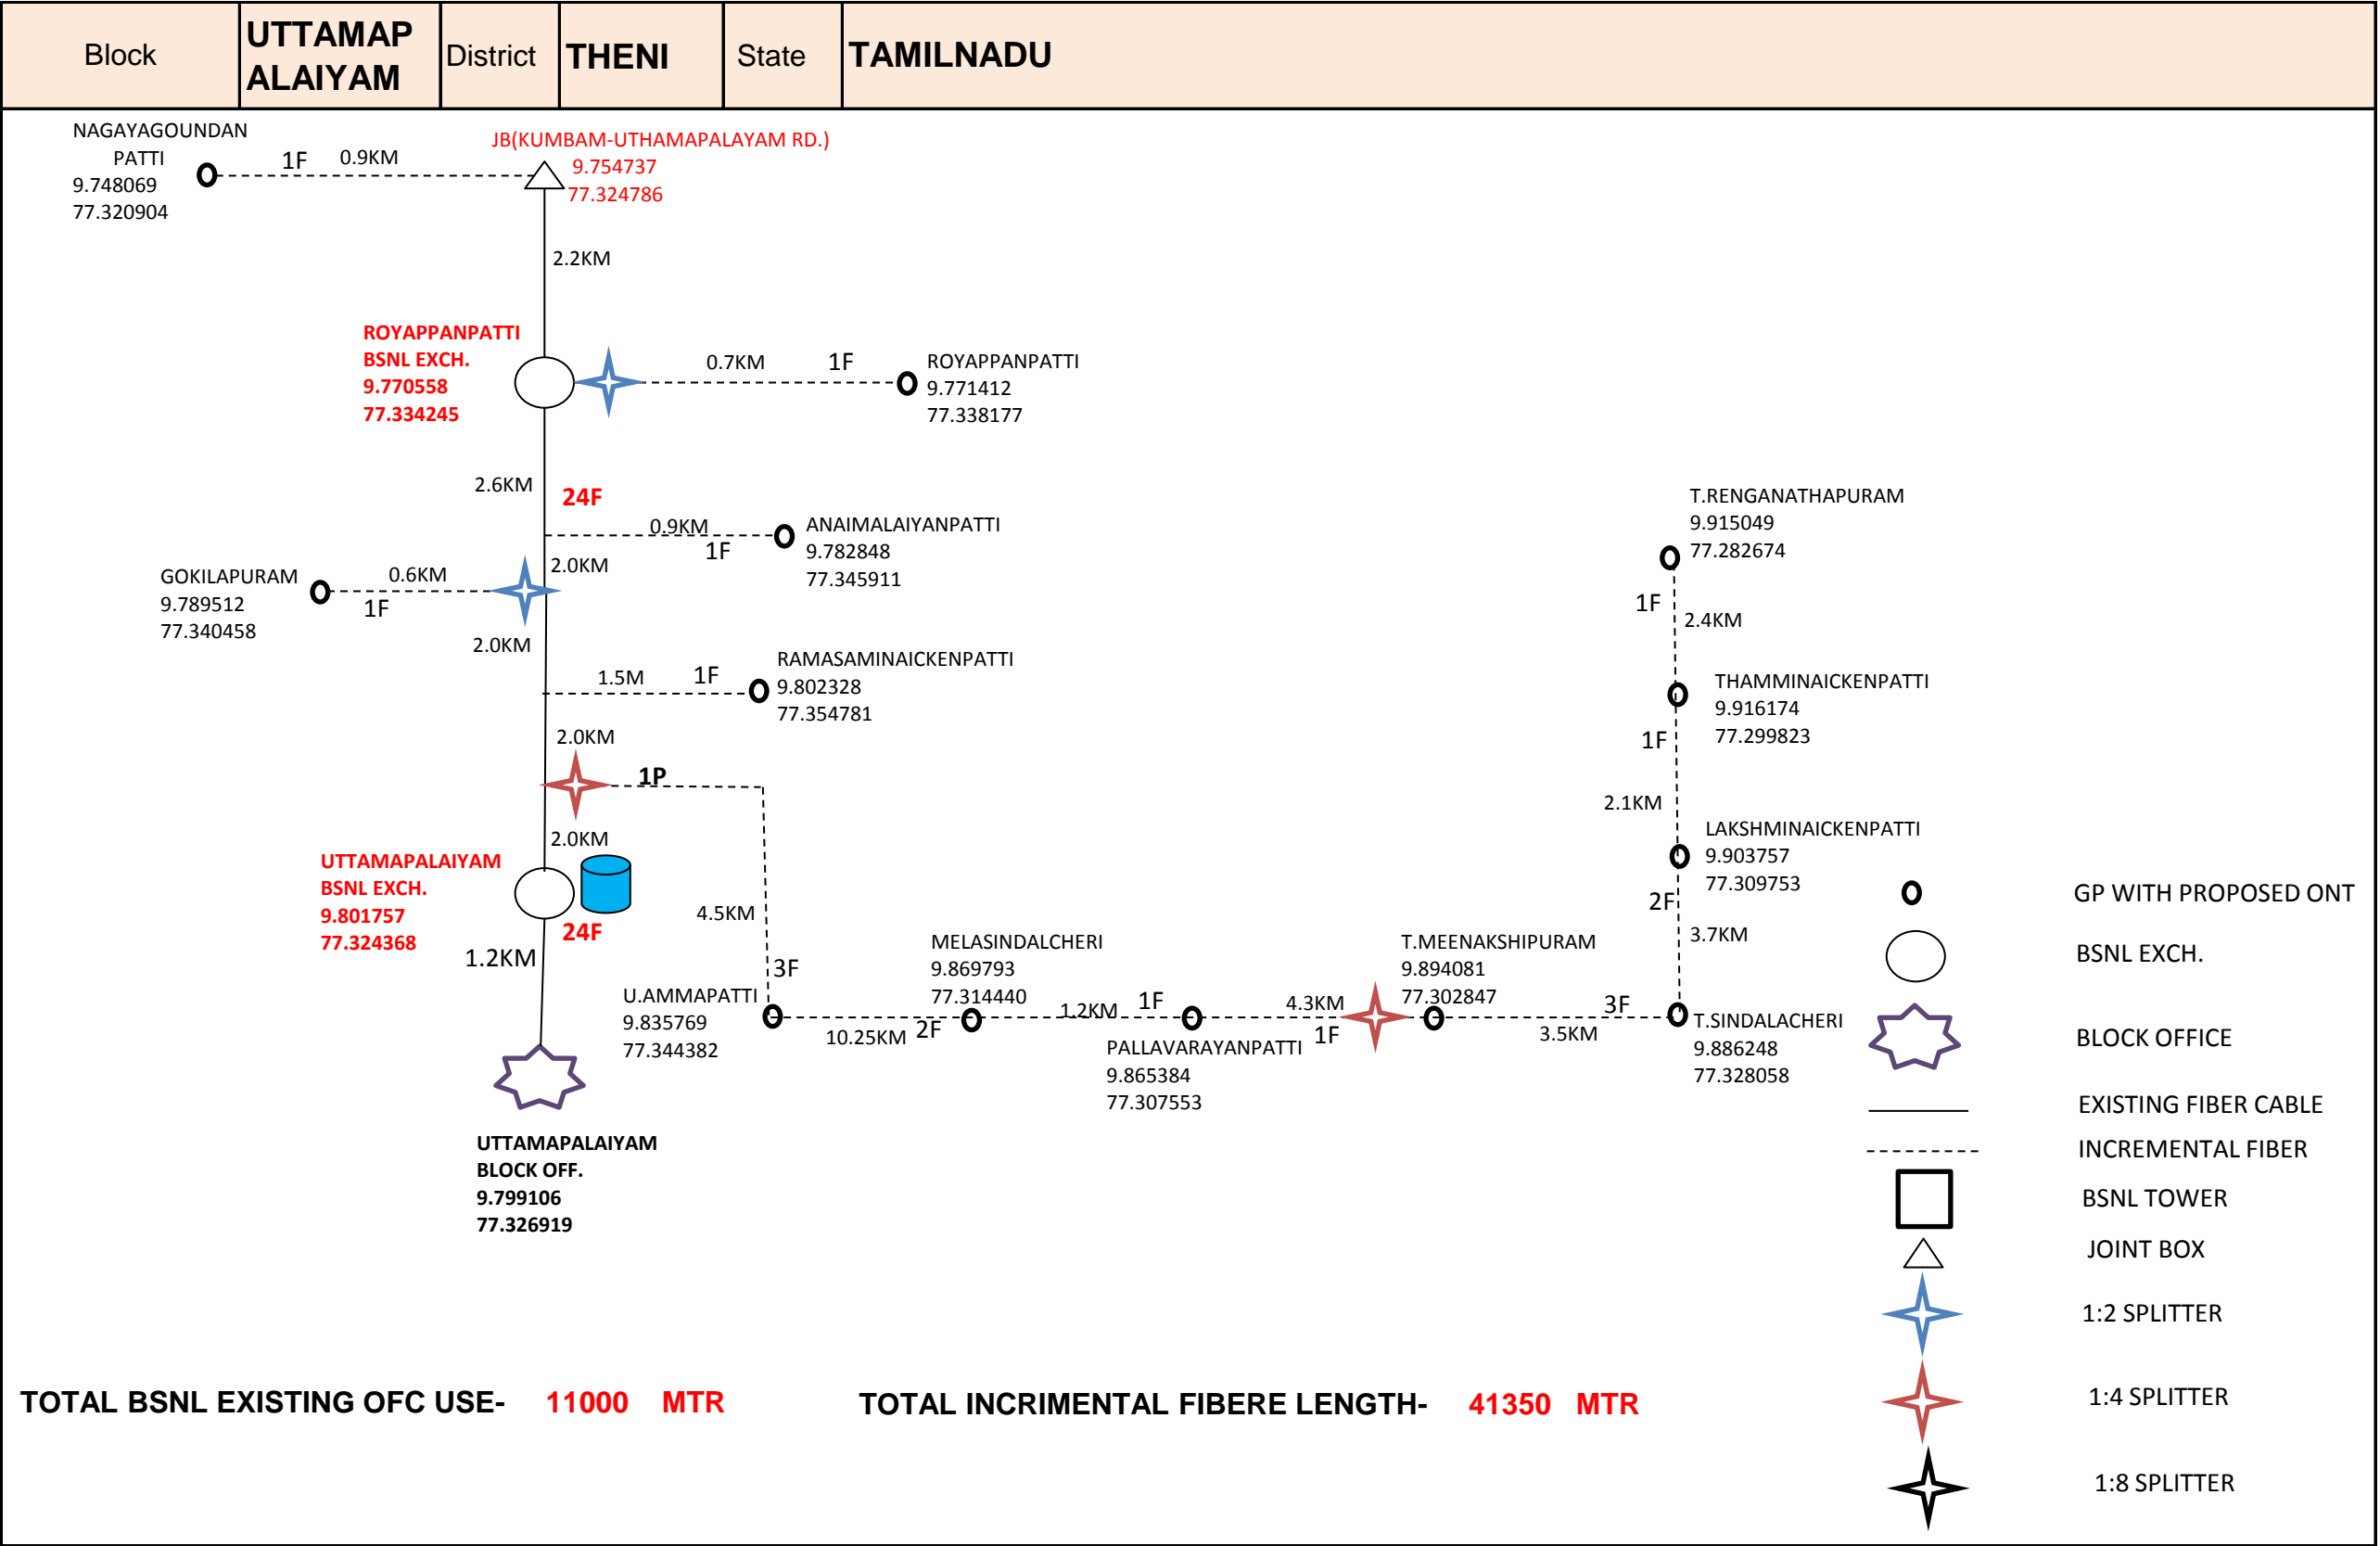 Block
UTTAMAP
ALAIYAM
District
THENI
State
TAMILNADU
NAGAYAGOUNDAN
PATTI
9.748069
77.320904
1F
0.9KM
JB(KUMBAM-UTHAMAPALAYAM RD.)
9.754737
77.324786
2.2KM
ROYAPPANPATTI
BSNL EXCH.
9.770558
77.334245
0.7KM
1F
ROYAPPANPATTI
9.771412
77.338177
2.6KM
24F
0.9KM
1F
ANAIMALAIYANPATTI
9.782848
77.345911
2.0KM
GOKILAPURAM
9.789512
77.340458
0.6KM
1F
2.0KM
1.5M
1F
RAMASAMINAICKENPATTI
9.802328
77.354781
2.0KM
1P
2.0KM
UTTAMAPALAIYAM
BSNL EXCH.
9.801757
77.324368
24F
1.2KM
UTTAMAPALAIYAM
BLOCK OFF.
9.799106
77.326919
4.5KM
3F
U.AMMAPATTI
9.835769
77.344382
10.25KM
2F
MELASINDALCHERI
9.869793
77.314440
1.2KM
1F
PALLAVARAYANPATTI
9.865384
77.307553
4.3KM
1F
T.MEENAKSHIPURAM
9.894081
77.302847
3F
3.5KM
T.SINDALACHERI
9.886248
77.328058
2F
3.7KM
LAKSHMINAICKENPATTI
9.903757
77.309753
2.1KM
1F
THAMMINAICKENPATTI
9.916174
77.299823
1F
2.4KM
T.RENGANATHAPURAM
9.915049
77.282674
GP WITH PROPOSED ONT
BSNL EXCH.
BLOCK OFFICE
EXISTING FIBER CABLE
INCREMENTAL FIBER
BSNL TOWER
JOINT BOX
1:2 SPLITTER
1:4 SPLITTER
1:8 SPLITTER
TOTAL BSNL EXISTING OFC USE- 11000 MTR
TOTAL INCRIMENTAL FIBERE LENGTH- 41350 MTR